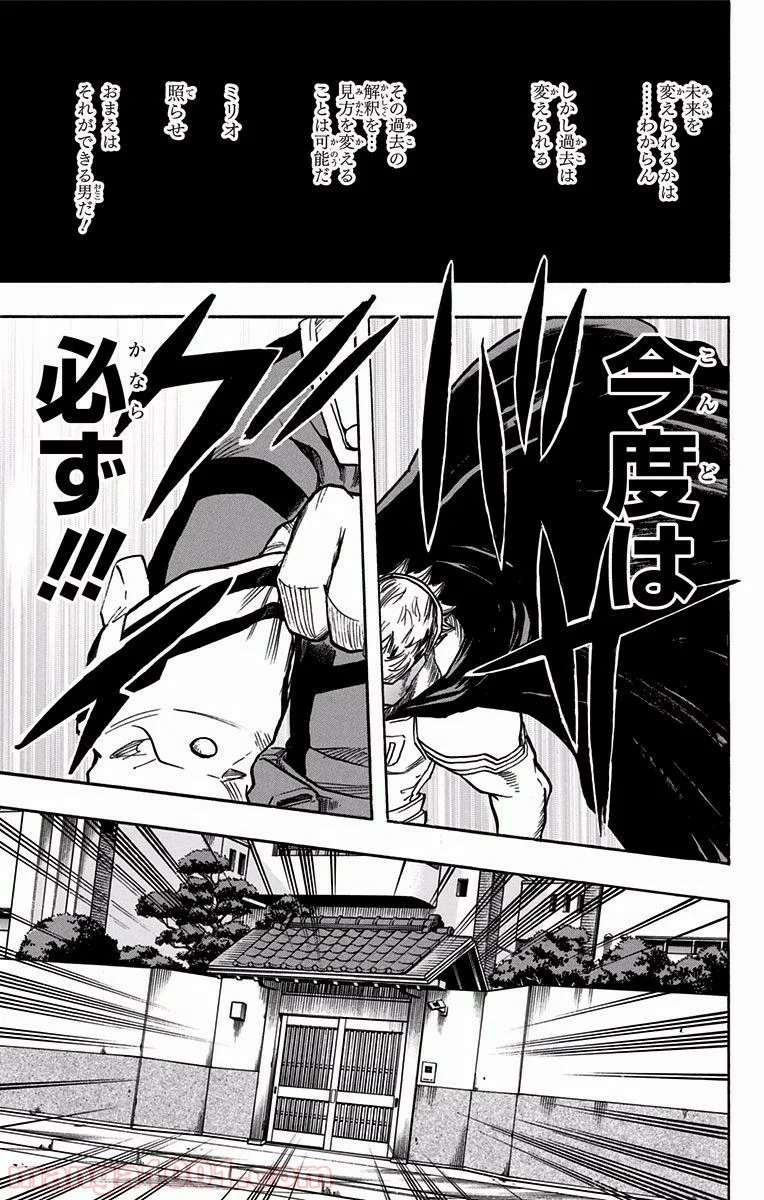 未来を
変えられるかは
……わからん
しかし過去は
変えられる
その過去の
解釈を…
見方を変える
ことは可能だ
ミリオ
照らせ
おまえは
それができる男だ!
今度は
必ず!!!